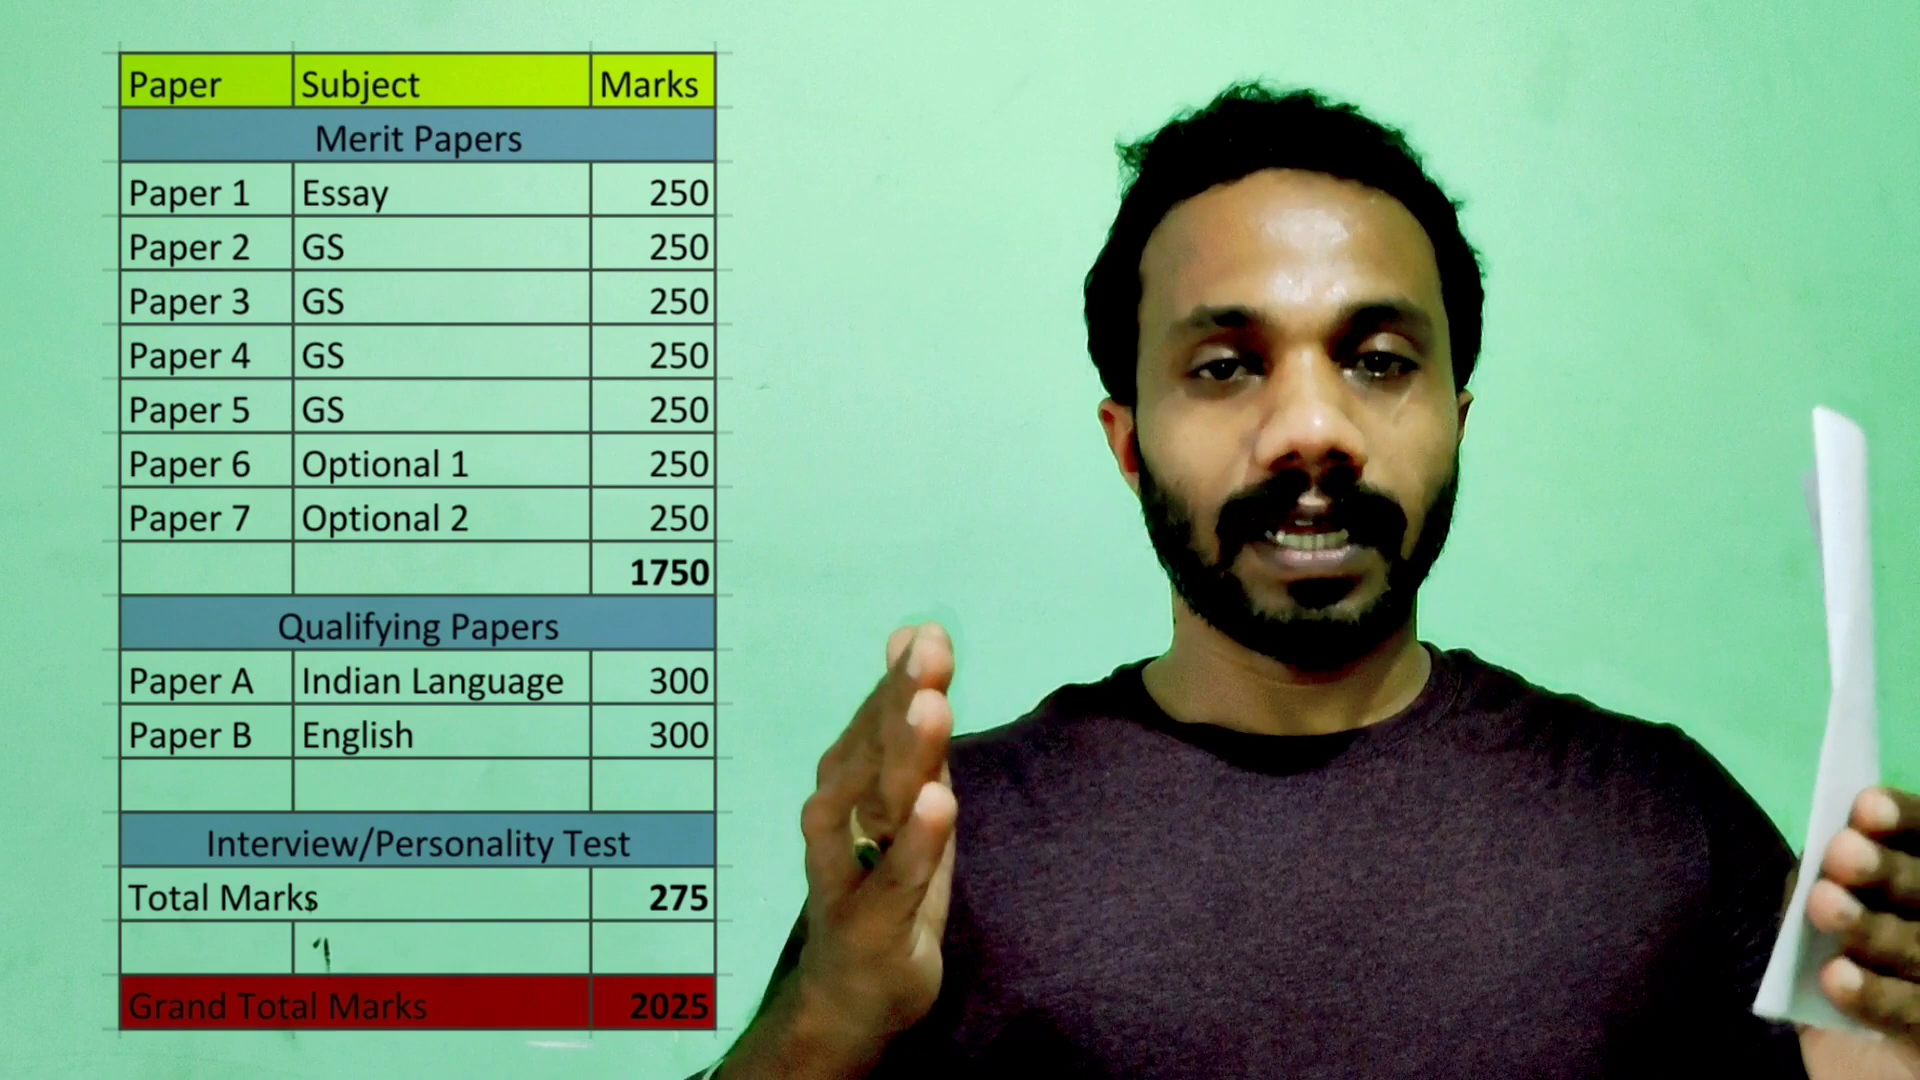 Paper Subject Marks
Merit Papers
Paper 1 Essay 250
Paper 2 GS 250
Paper 3 GS 250
Paper 4 GS 250
Paper 5 GS 250
Paper 6 Optional 1 250
Paper 7 Optional 2 250
1750
Qualifying Papers
Paper A Indian Language 300
Paper B English 300
Interview/Personality Test
Total Marks 275
Grand Total Marks 2025